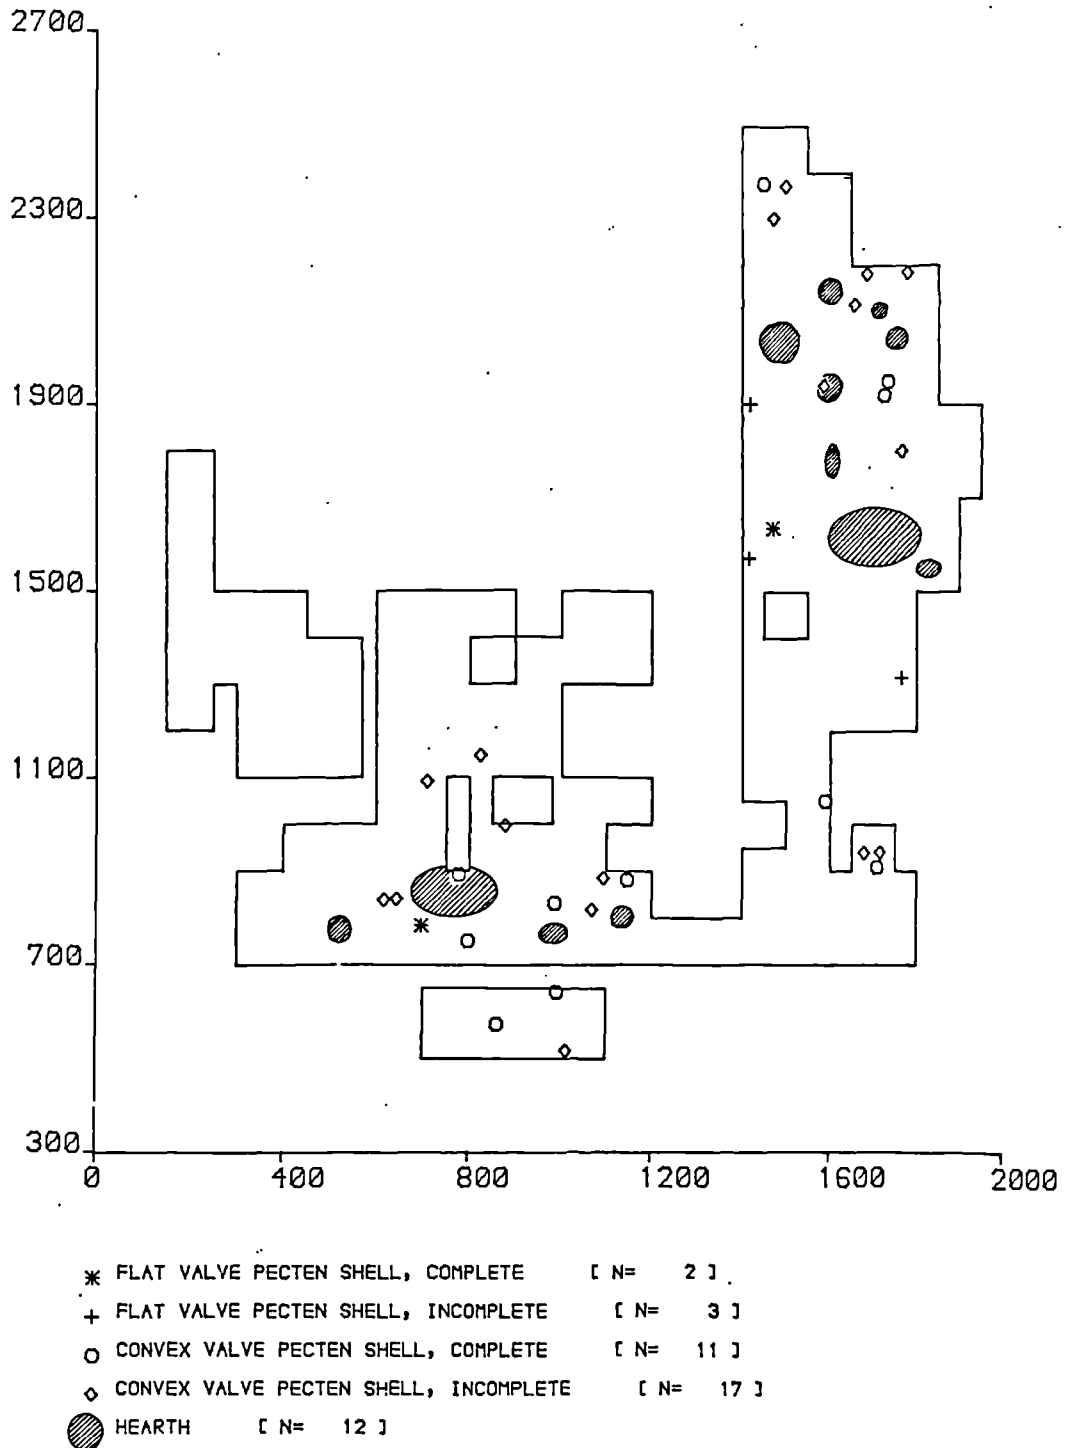 2700
2300
1900
1500
1100
700
300
0 400 800 1200 1600 2000
* FLAT VALVE PECTEN SHELL, COMPLETE [ N= 2 ]
+ FLAT VALVE PECTEN SHELL, INCOMPLETE [ N= 3 ]
CONVEX VALVE PECTEN SHELL, COMPLETE [ N= 11 ]
CONVEX VALVE PECTEN SHELL, INCOMPLETE [ N= 17 ]
HEARTH [ N= 12 ]